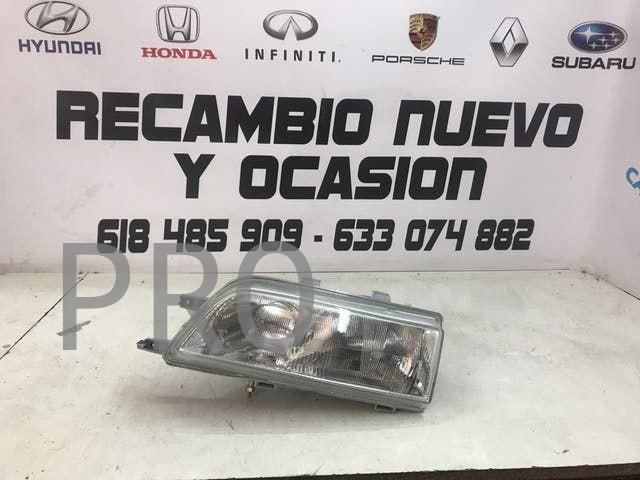 HYUNDAI HONDA INFINITI PORSCHE SUBARU
RECAMBIO NUEVO
Y OCASION
618 485 909 - 633 074 882
PRO